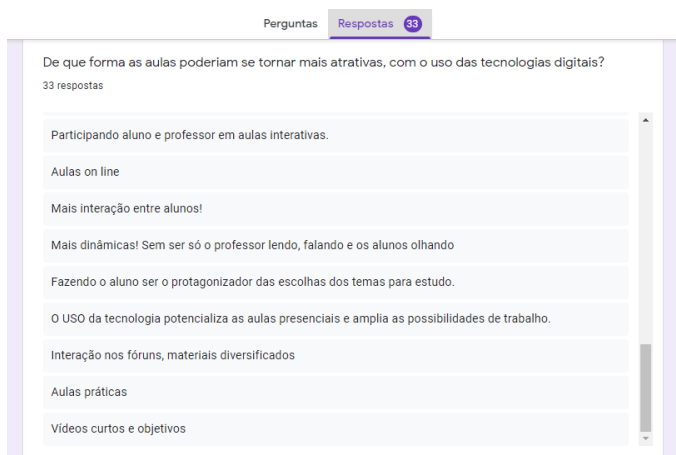 Perguntas Respostas 33
De que forma as aulas poderiam se tornar mais atrativas, com o uso das tecnologias digitais?
33 respostas
Participando aluno e professor em aulas interativas.
Aulas on line
Mais interação entre alunos!
Mais dinâmicas! Sem ser só o professor lendo, falando e os alunos olhando
Fazendo o aluno ser o protagonizador das escolhas dos temas para estudo.
O USO da tecnologia potencializa as aulas presenciais e amplia as possibilidades de trabalho.
Interação nos fóruns, materiais diversificados
Aulas práticas
Vídeos curtos e objetivos